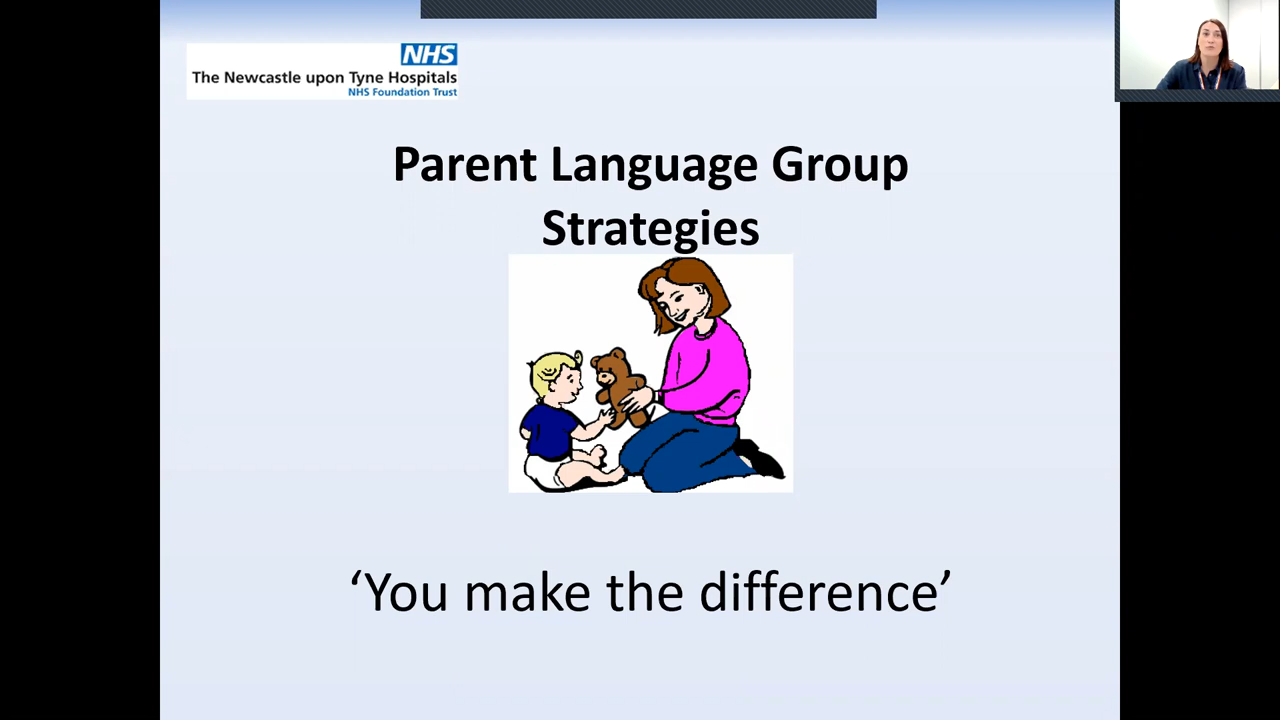 NHS
The Newcastle upon Tyne Hospitals
NHS Foundation Trust
Parent Language Group
Strategies
‘You make the difference’